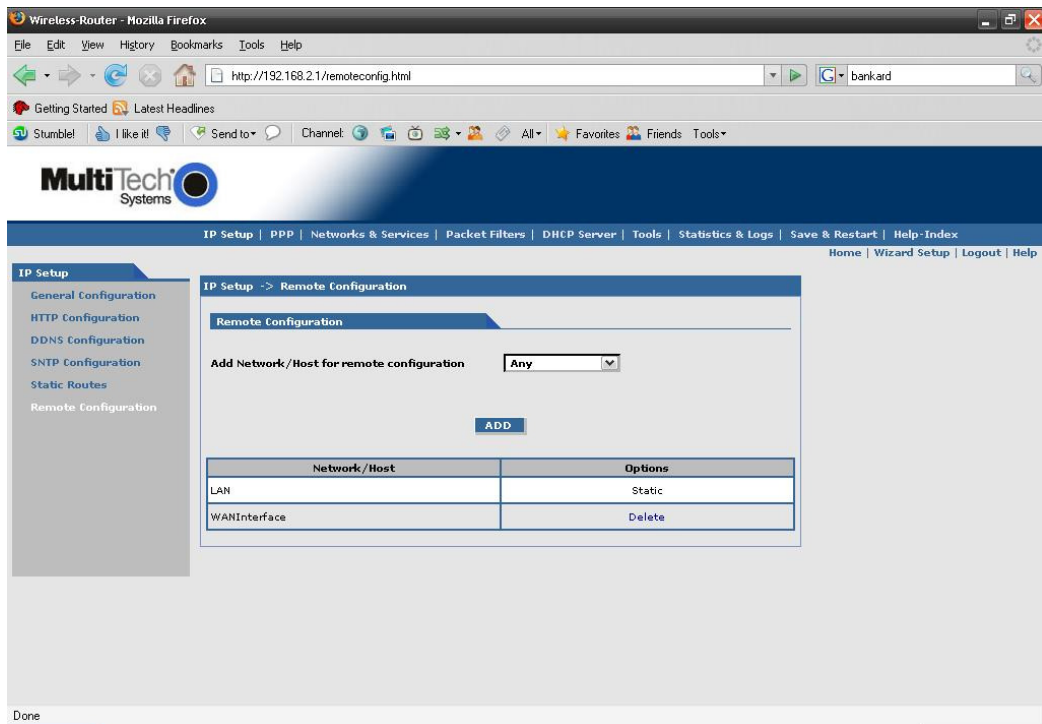 Wireless-Router - Mozilla Firefox
File Edit View History Bookmarks Tools Help
http://192.168.2.1/remoteconfig.html
G bankard
Getting Started Latest Headlines
Stumble! I like it! Send to Channel: All Favorites Friends Tools
MultiTech
Systems
IP Setup | PPP | Networks & Services | Packet Filters | DHCP Server | Tools | Statistics & Logs | Save & Restart | Help-Index
Home | Wizard Setup | Logout | Help
IP Setup
General Configuration
HTTP Configuration
DDNS Configuration
SNTP Configuration
Static Routes
Remote Configuration
IP Setup -> Remote Configuration
Remote Configuration
Add Network/Host for remote configuration Any
ADD
Network/Host Options
LAN Static
WANInterface Delete
Done